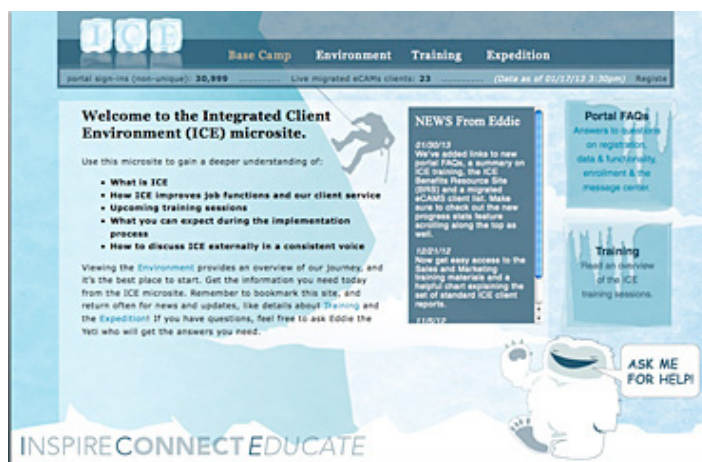 ICE
Base Camp Environment Training Expedition
portal sign-ins (non-unique): 30,999 Live migrated eCAMs clients: 23 (Data as of 01/17/13 3:30pm) Registe
Welcome to the Integrated Client
Environment (ICE) microsite.
Use this microsite to gain a deeper understanding of:
• What is ICE
• How ICE improves job functions and our client service
• Upcoming training sessions
• What you can expect during the implementation
process
• How to discuss ICE externally in a consistent voice
Viewing the Environment provides an overview of our journey, and
it's the best place to start. Get the information you need today
from the ICE microsite. Remember to bookmark this site, and
return often for news and updates, like details about Training and
the Expedition! If you have questions, feel free to ask Eddie the
Yeti who will get the answers you need.
NEWS From Eddie
01/30/13
We've added links to new
portal FAQs, a summary on
ICE training, the ICE
Benefits Resource Site
(BRS) and a migrated
eCAMS client list. Make
sure to check out the new
progress stats feature
scrolling along the top as
well.
12/01/12
Now get easy access to the
Sales and Marketing
training materials and a
helpful chart explaining the
set of standard ICE client
reports.
11/5/12
Portal FAQs
Answers to questions
on registration,
data & functionality,
enrollment & the
message center.
Training
Read an overview
of the ICE
training sessions.
ASK ME
FOR HELP!
INSPIRE CONNECT EDUCATE